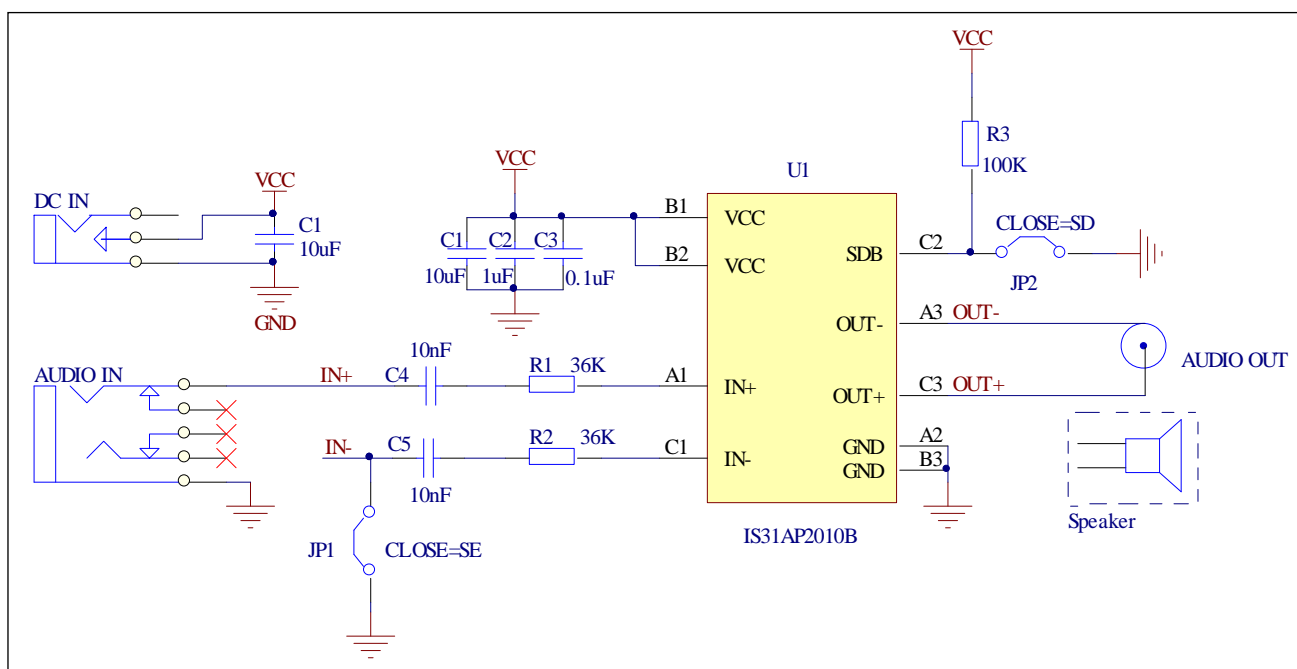 VCC
R3
100K
U1
VCC
VCC
DC IN
C1
10uF
GND
C1
C2
C3
10uF
1uF
0.1uF
B1
VCC
B2
VCC
SDB
C2
CLOSE=SD
JP2
OUT-
A3
OUT-
AUDIO OUT
AUDIO IN
IN+
C4
10nF
R1
36K
A1
IN+
OUT+
C3
OUT+
IN-
C5
10nF
R2
36K
C1
IN-
GND
A2
GND
B3
JP1
CLOSE=SE
IS31AP2010B
Speaker